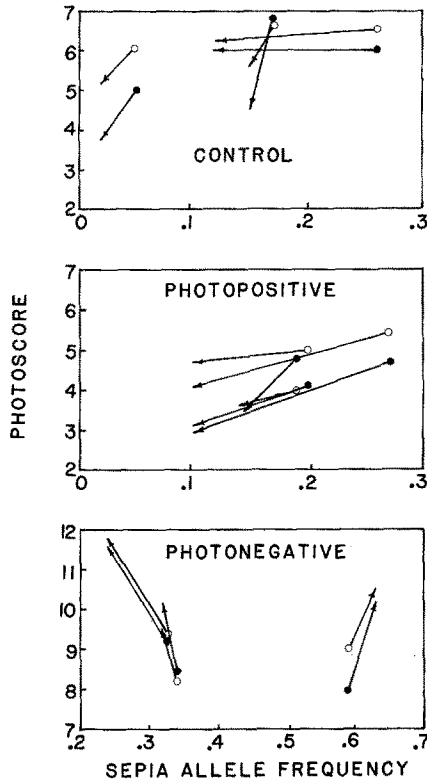 7
6
5
4
3
2
CONTROL
0 .1 .2 .3
PHOTOSCORE
7
6
5
4
3
2
PHOTOPOSITIVE
0 .1 .2 .3
12
11
10
9
8
7
PHOTONEGATIVE
.2 .3 .4 .5 .6 .7
SEPIA ALLELE FREQUENCY